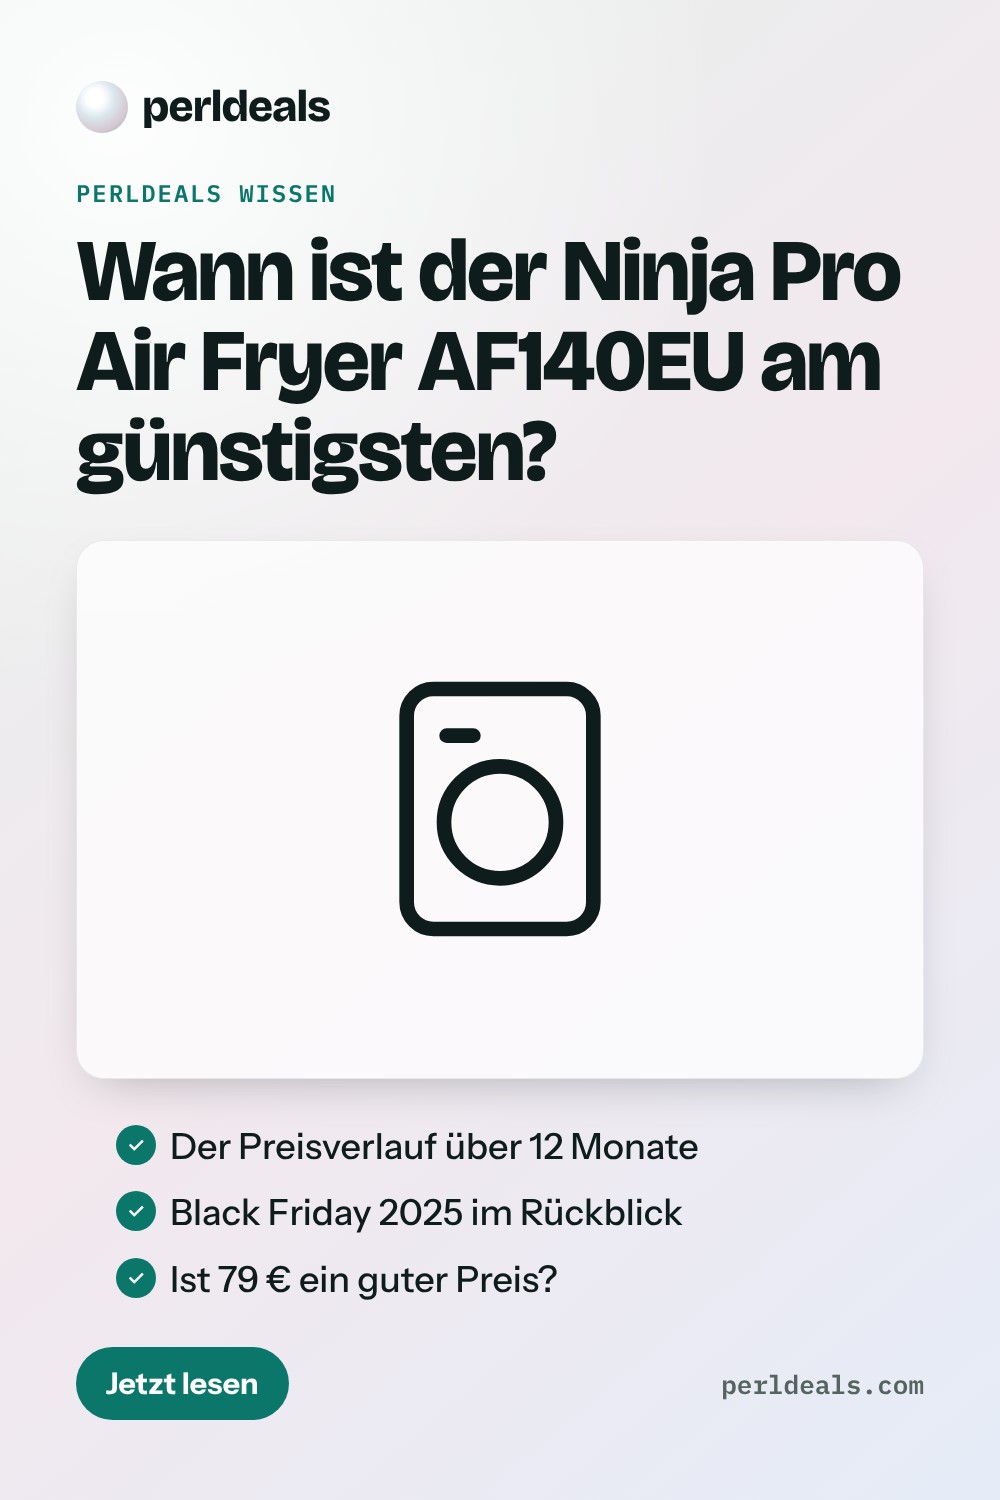 perldeals
PERLDEALS WISSEN
Wann ist der Ninja Pro
Air Fryer AF140EU am
günstigsten?
Der Preisverlauf über 12 Monate
Black Friday 2025 im Rückblick
Ist 79 € ein guter Preis?
Jetzt lesen
perldeals.com